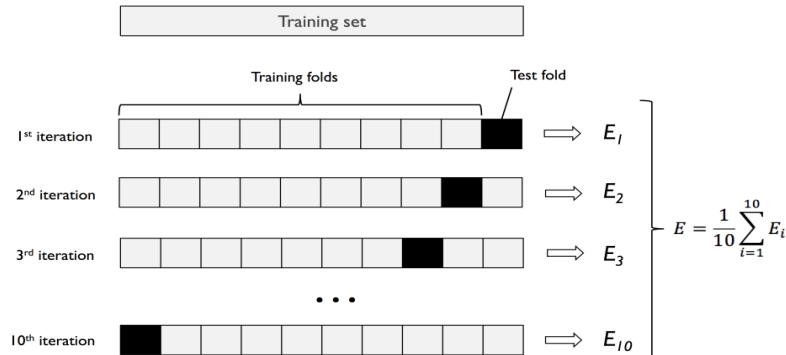 Training set
Training folds
Test fold
1st iteration
E1
2nd iteration
E2
3rd iteration
E3
E = 1/10 ∑ i=1 10 Ei
...
10th iteration
E10